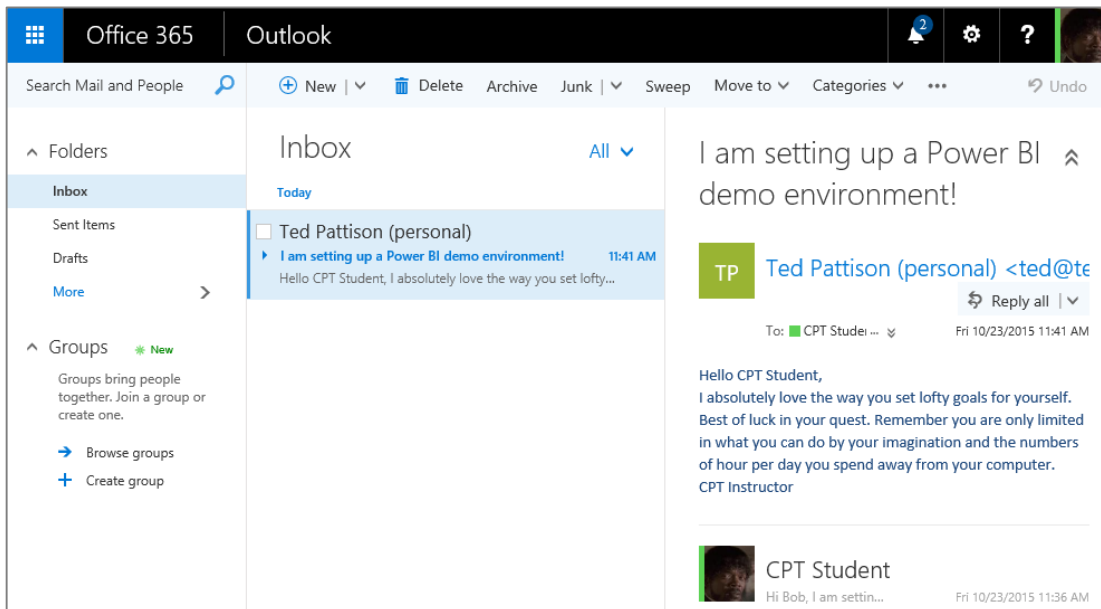 Office 365
Outlook
2
?
Search Mail and People
New
Delete
Archive
Junk
Sweep
Move to
Categories
...
Undo
Folders
Inbox
Sent Items
Drafts
More
Groups
New
Groups bring people
together. Join a group or
create one.
Browse groups
Create group
Inbox
All
Today
Ted Pattison (personal)
I am setting up a Power BI demo environment! 11:41 AM
Hello CPT Student, I absolutely love the way you set lofty...
I am setting up a Power BI
demo environment!
TP
Ted Pattison (personal) <ted@te
Reply all
To: CPT Studei ... Fri 10/23/2015 11:41 AM
Hello CPT Student,
I absolutely love the way you set lofty goals for yourself.
Best of luck in your quest. Remember you are only limited
in what you can do by your imagination and the numbers
of hour per day you spend away from your computer.
CPT Instructor
CPT Student
Hi Bob, I am settin... Fri 10/23/2015 11:36 AM